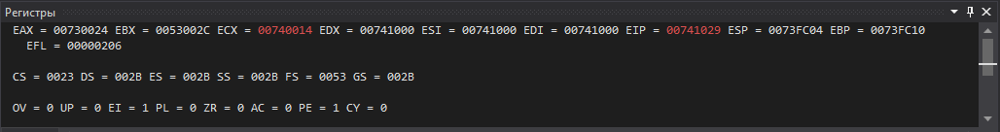 Регистры
EAX = 00730024 EBX = 0053002C ECX = 00740014 EDX = 00741000 ESI = 00741000 EDI = 00741000 EIP = 00741029 ESP = 0073FC04 EBP = 0073FC10
EFL = 00000206
CS = 0023 DS = 002B ES = 002B SS = 002B FS = 0053 GS = 002B
OV = 0 UP = 0 EI = 1 PL = 0 ZR = 0 AC = 0 PE = 1 CY = 0